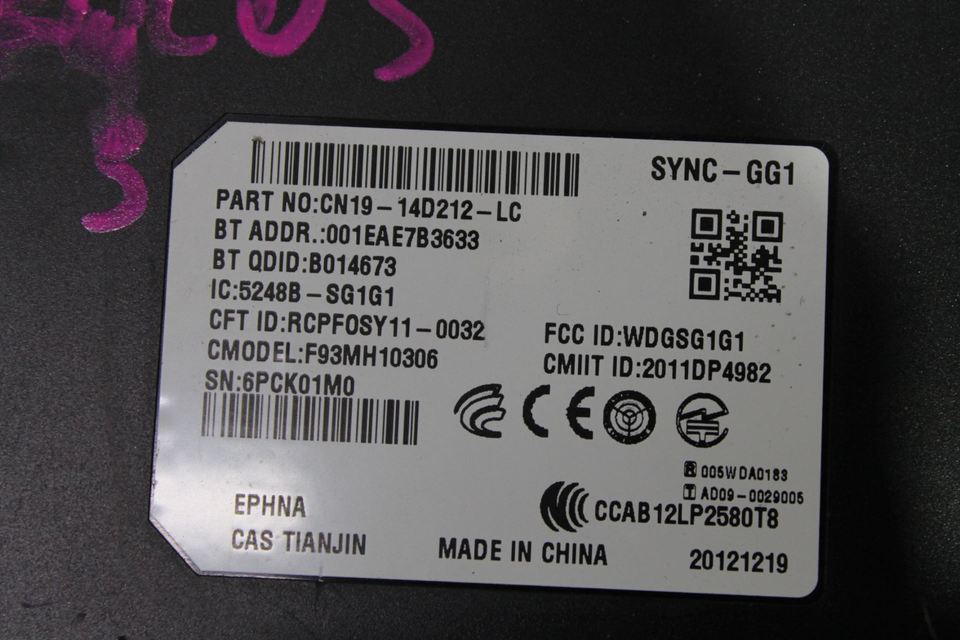 SYNC-GG1
PART NO:CN19-14D212-LC
BT ADDR.:001EAE7B3633
BT QDID:B014673
IC:5248B-SG1G1
CFT ID:RCPFOSY11-0032
FCC ID:WDGSG1G1
CMODEL:F93MH10306
CMIIT ID:2011DP4982
SN:6PCK01M0
CE
R 005WDA0183
T AD09-0029005
CCAB12LP2580T8
EPHNA
CAS TIANJIN
MADE IN CHINA
20121219